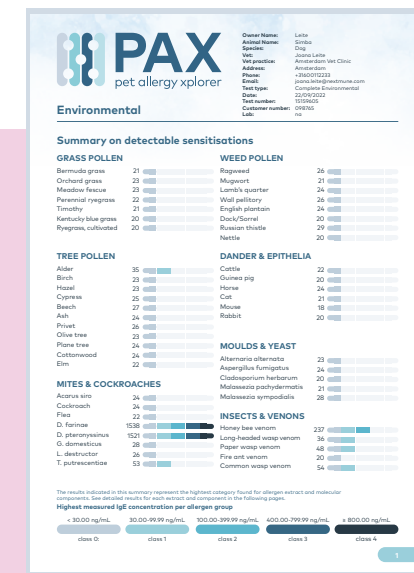 PAX
pet allergy xplorer
Environmental
Owner Name: Leite
Animal Name: Simba
Species: Dog
Vet: Joana Leite
Vet practice: Amsterdam Vet Clinic
Address: Amsterdam
Phone: +31600112233
Email: joana.leite@nextmune.com
Test type: Complete Environmental
Date: 22/09/2022
Test number: 15159605
Customer number: 098765
Lab: na
Summary on detectable sensitisations
GRASS POLLEN
Bermuda grass 21
Orchard grass 23
Meadow fescue 23
Perennial ryegrass 22
Timothy 21
Kentucky blue grass 20
Ryegrass, cultivated 20
WEED POLLEN
Ragweed 26
Mugwort 21
Lamb's quarter 24
Wall pellitory 26
English plantain 24
Dock/Sorrel 20
Russian thistle 29
Nettle 20
TREE POLLEN
Alder 35
Birch 23
Hazel 23
Cypress 25
Beech 27
Ash 24
Privet 26
Olive tree 23
Plane tree 24
Cottonwood 24
Elm 22
DANDER & EPITHELIA
Cattle 22
Guinea pig 20
Horse 24
Cat 21
Mouse 18
Rabbit 20
MOULDS & YEAST
Alternaria alternata 23
Aspergillus fumigatus 24
Cladosporium herbarum 20
Malassezia pachydermatis 21
Malassezia sympodialis 28
MITES & COCKROACHES
Acarus siro 24
Cockroach 24
Flea 22
D. farinae 1538
D. pteronyssinus 1521
G. domesticus 28
L. destructor 26
T. putrescentiae 53
INSECTS & VENONS
Honey bee venom 237
Long-headed wasp venom 36
Paper wasp venom 48
Fire ant venom 20
Common wasp venom 54
The results indicated in this summary represent the hightest category found for allergen extract and molecular
components. See detailed results for each extract and component in the following pages.
Highest measured IgE concentration per allergen group
< 30.00 ng/mL 30.00-99.99 ng/mL 100.00-399.99 ng/mL 400.00-799.99 ng/mL ≥ 800.00 ng/mL
class 0: class 1 class 2 class 3 class 4
1